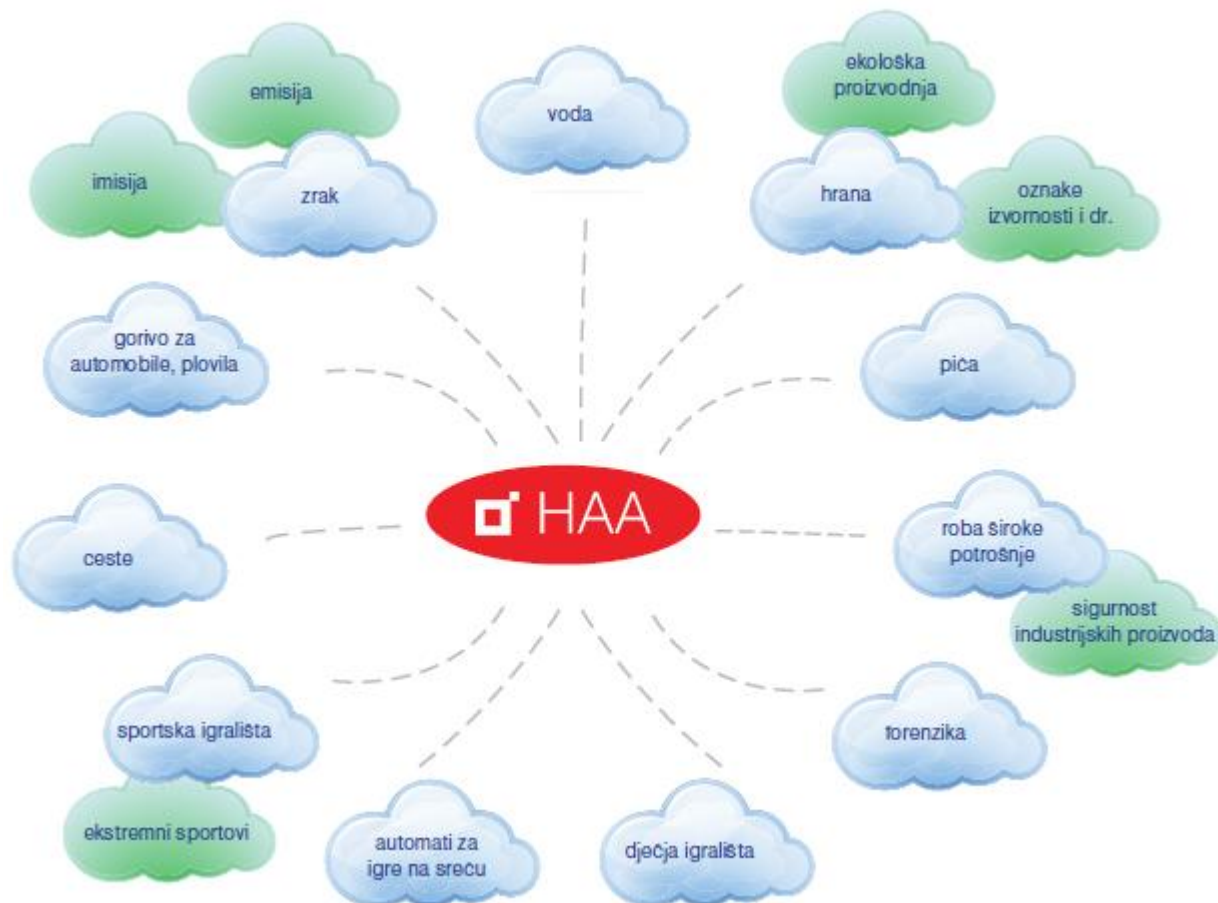 emisija
imisija
zrak
voda
ekološka
proizvodnja
hrana
oznake
izvornosti i dr.
gorivo za
automobile, plovila
pića
HAA
ceste
roba široke
potrošnje
sigurnost
industrijskih proizvoda
sportska igrališta
ekstremni sportovi
forenzika
automati za
igre na sreću
dječja igrališta